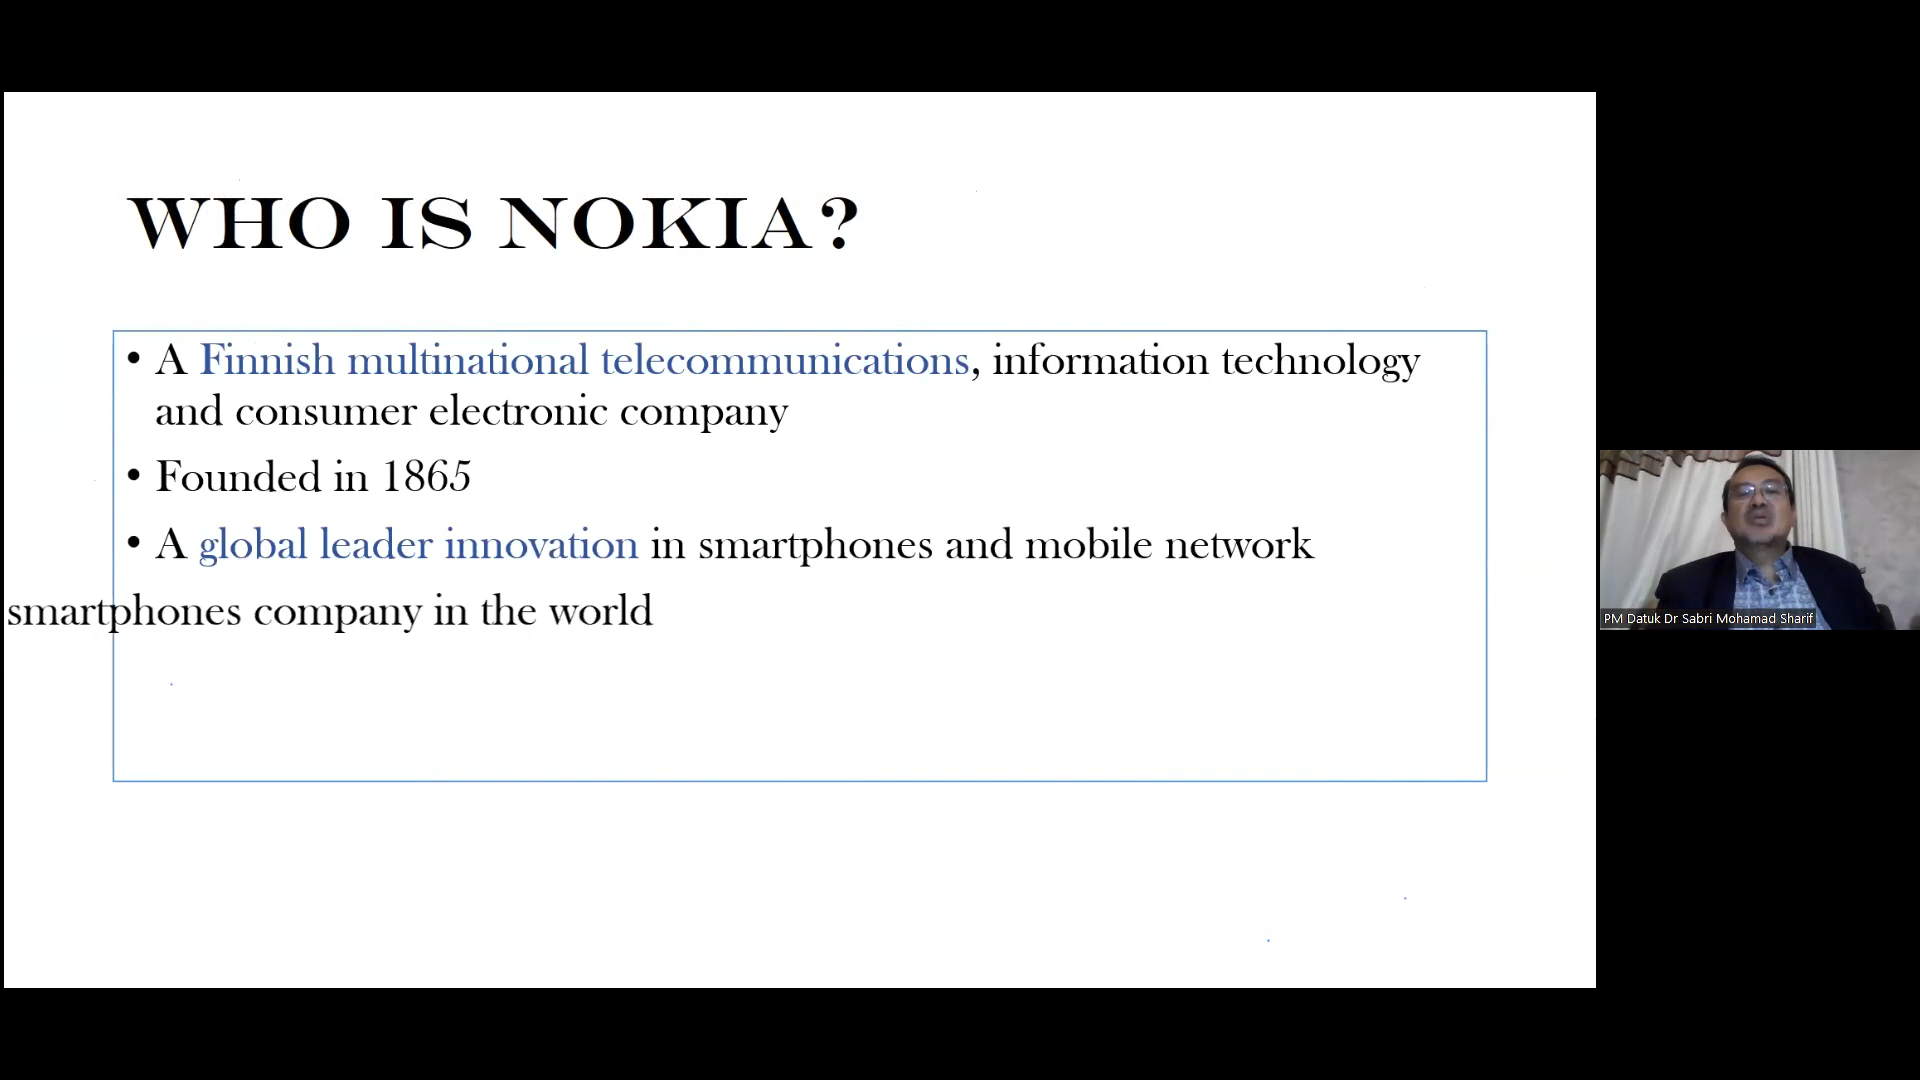 WHO IS NOKIA?
• A Finnish multinational telecommunications, information technology
and consumer electronic company
• Founded in 1865
• A global leader innovation in smartphones and mobile network
smartphones company in the world
PM Datuk Dr Sabri Mohamad Sharif